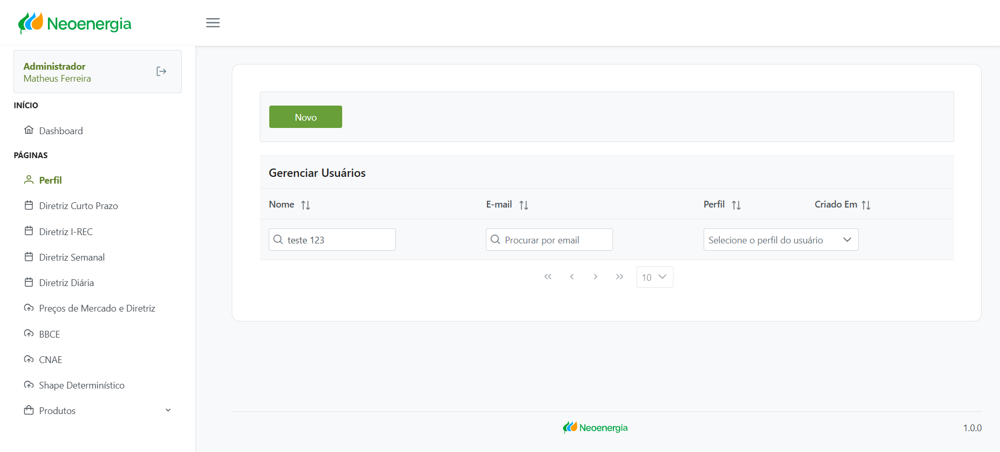 Neoenergia
Administrador
Matheus Ferreira
INÍCIO
Dashboard
PÁGINAS
Perfil
Diretriz Curto Prazo
Diretriz I-REC
Diretriz Semanal
Diretriz Diária
Preços de Mercado e Diretriz
BBCE
CNAE
Shape Determinístico
Produtos
Novo
Gerenciar Usuários
Nome E-mail Perfil Criado Em
teste 123 Procurar por email Selecione o perfil do usuário
10
Neoenergia
1.0.0